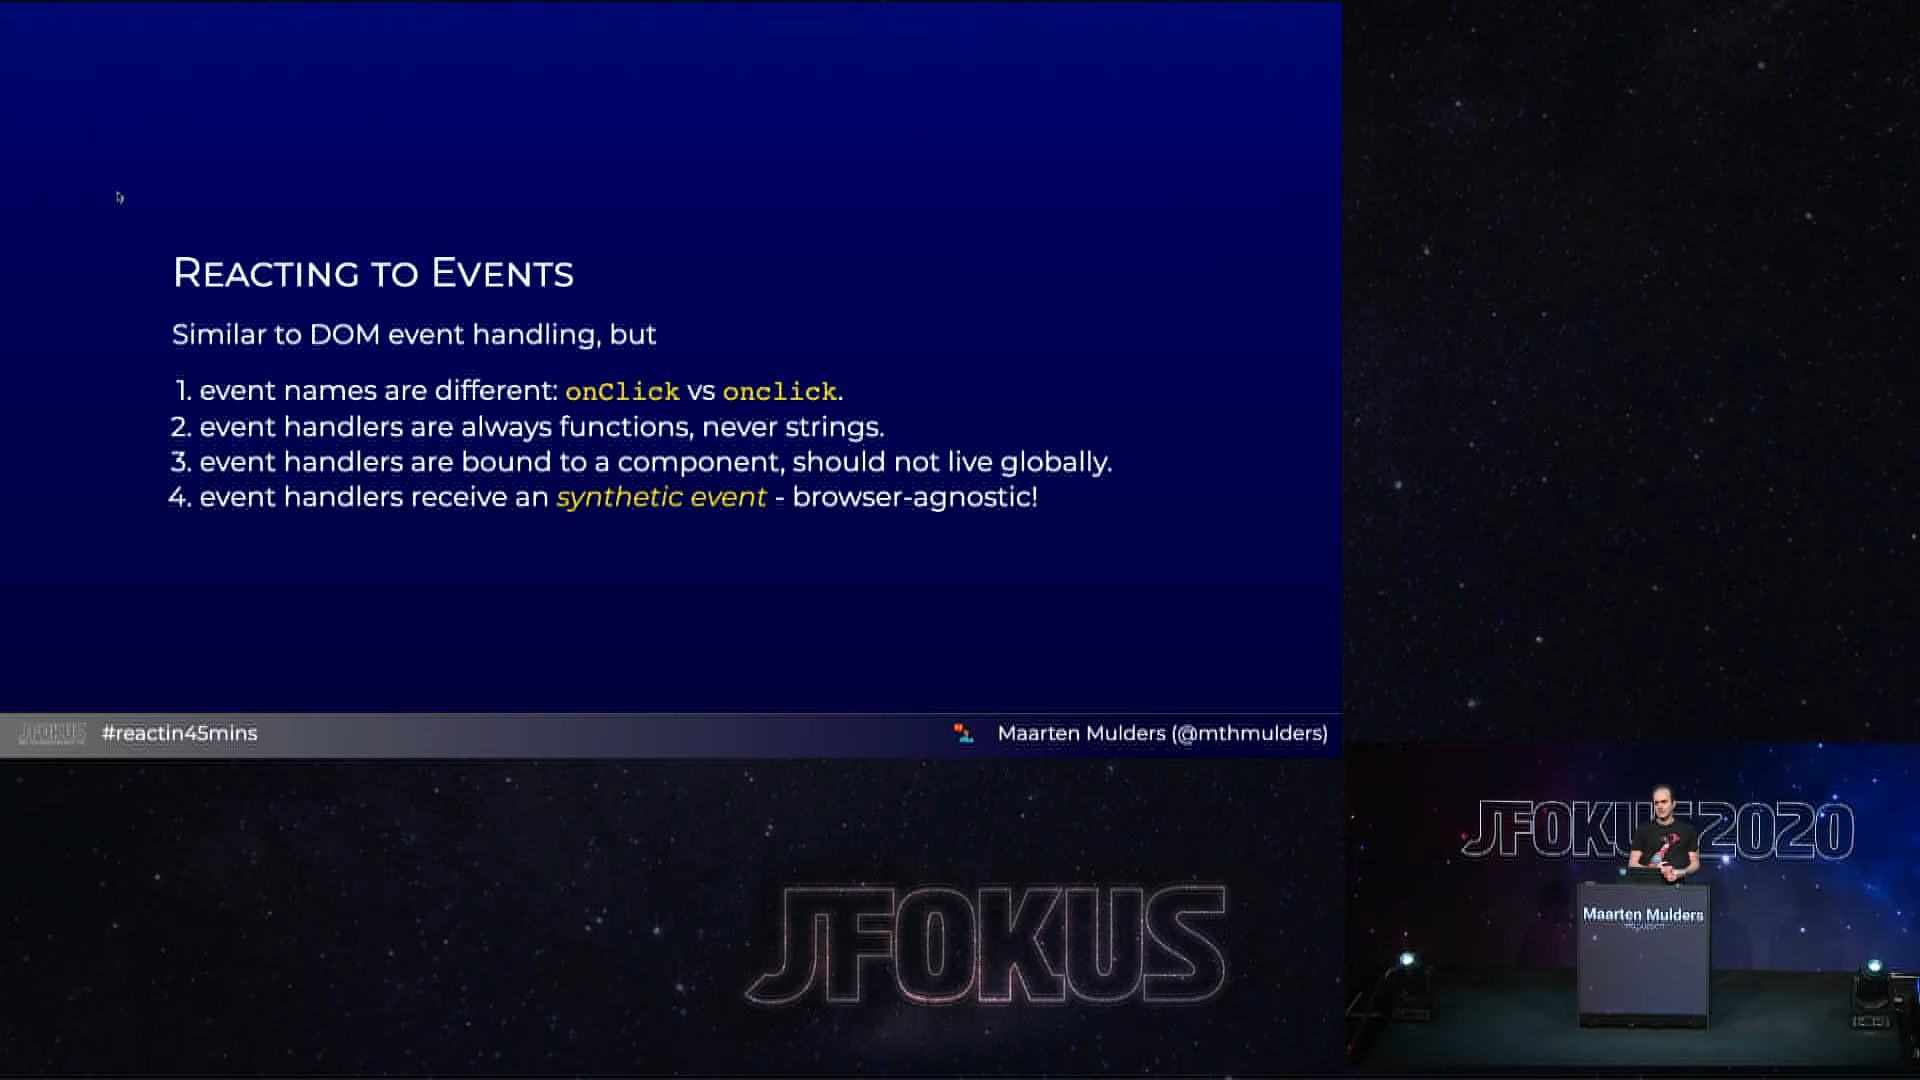 REACTING TO EVENTS
Similar to DOM event handling, but
1. event names are different: onClick vs onclick.
2. event handlers are always functions, never strings.
3. event handlers are bound to a component, should not live globally.
4. event handlers receive an synthetic event - browser-agnostic!
JFOKUS
#reactin45mins
Maarten Mulders (@mthmulders)
JFOKUS 2020
Maarten Mulders
JFOKUS